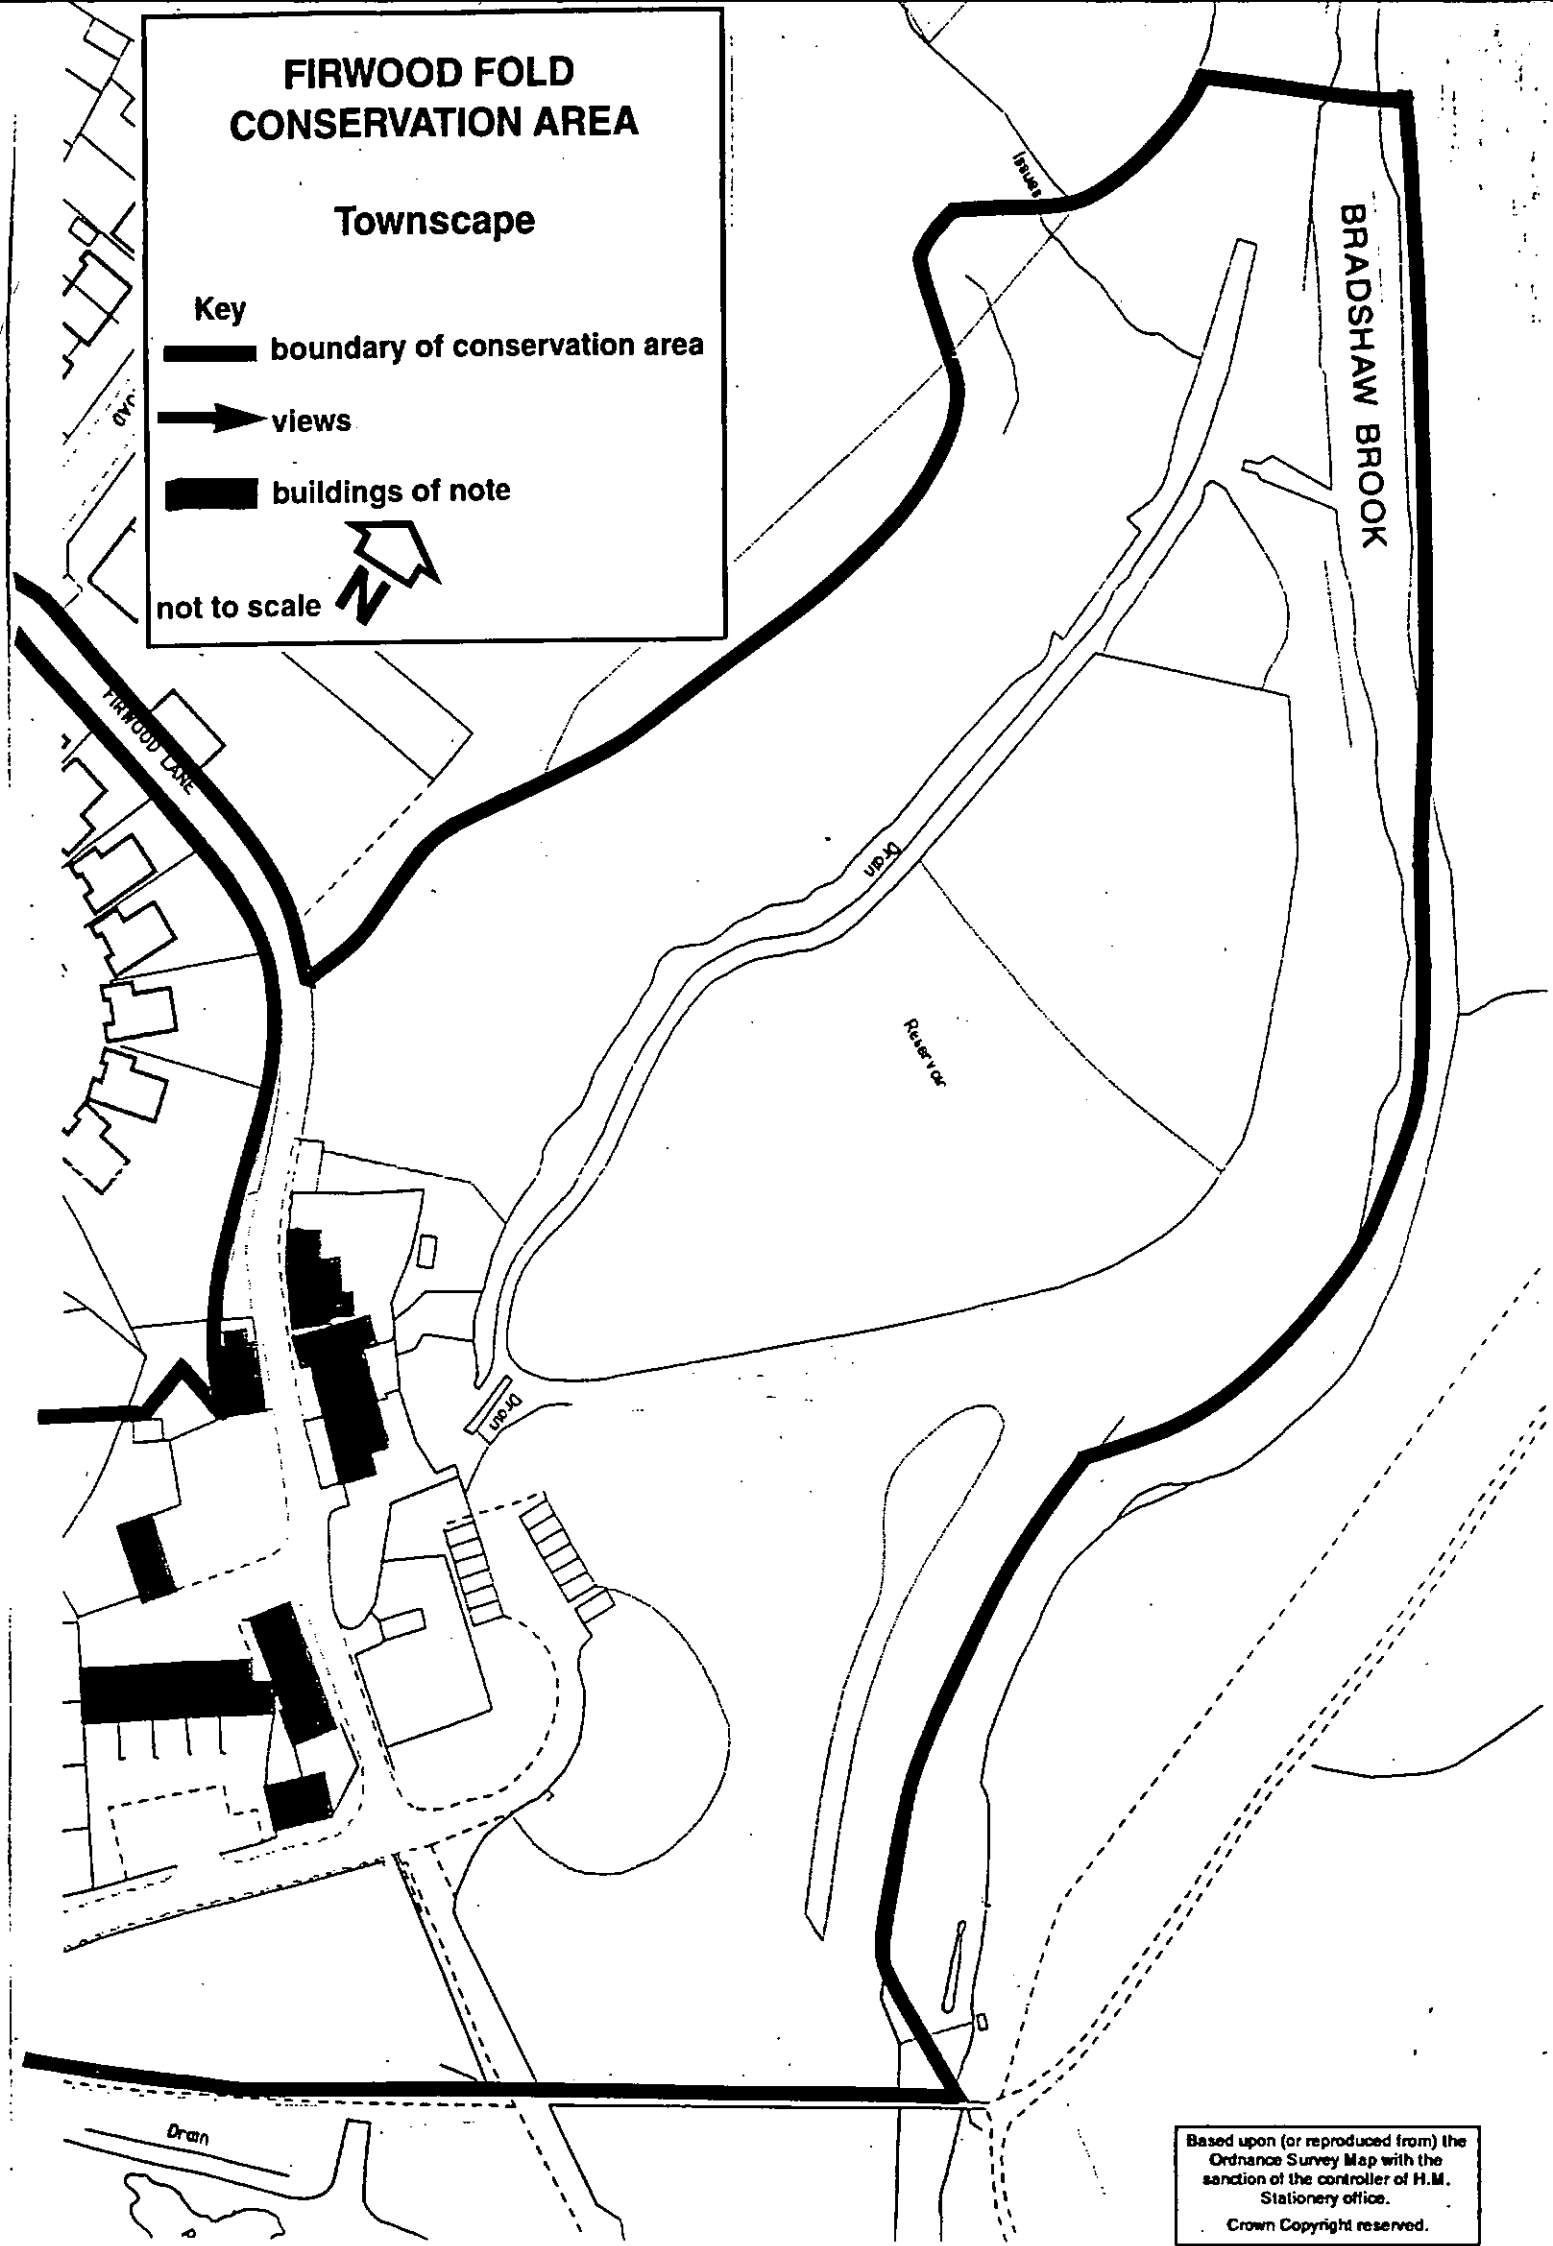 FIRWOOD FOLD
CONSERVATION AREA
Townscape
Key
boundary of conservation area
views
buildings of note
not to scale
N
Issues
BRADSHAW BROOK
FIRWOOD LANE
Drain
Reservoir
Drain
Drain
Based upon (or reproduced from) the
Ordnance Survey Map with the
sanction of the controller of H.M.
Stationery office.
Crown Copyright reserved.